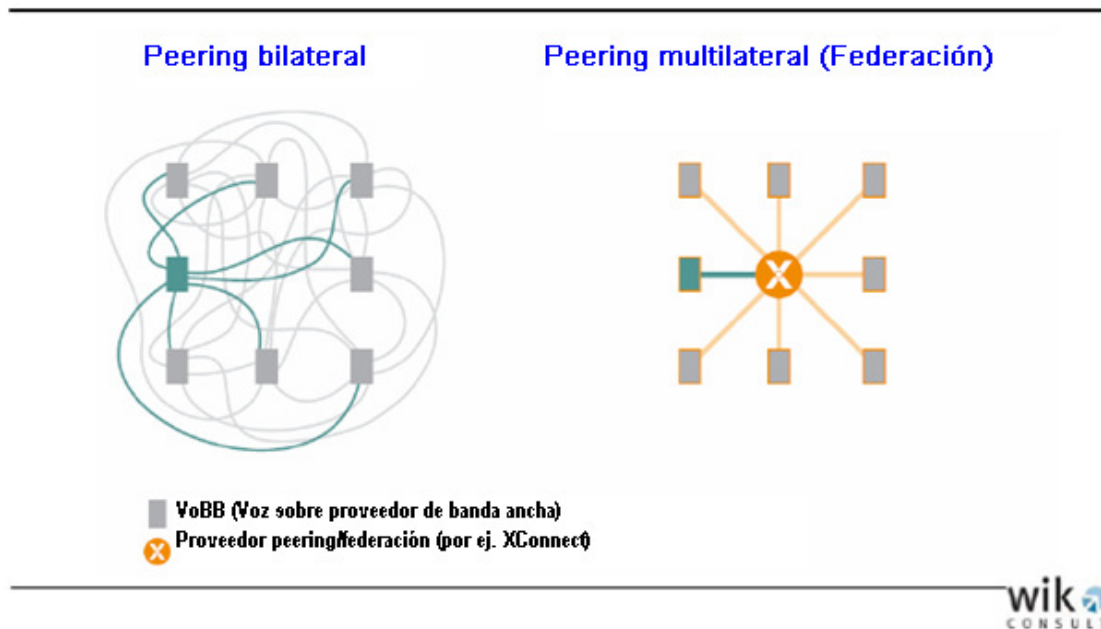 Peering bilateral
Peering multilateral (Federación)
X
VoBB (Voz sobre proveedor de banda ancha)
X
Proveedor peering/federación (por ej. XConnect)
wik
CONSULT